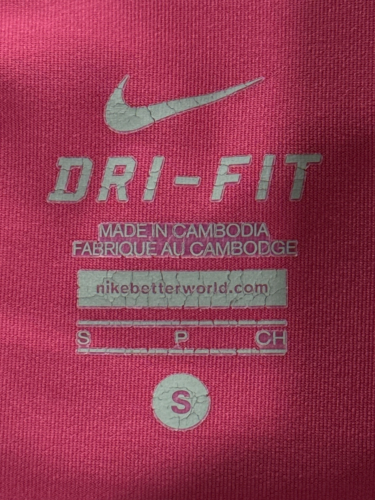 DRI-FIT
MADE IN CAMBODIA
FABRIQUE AU CAMBODGE
nikebetterworld.com
S P CH
S